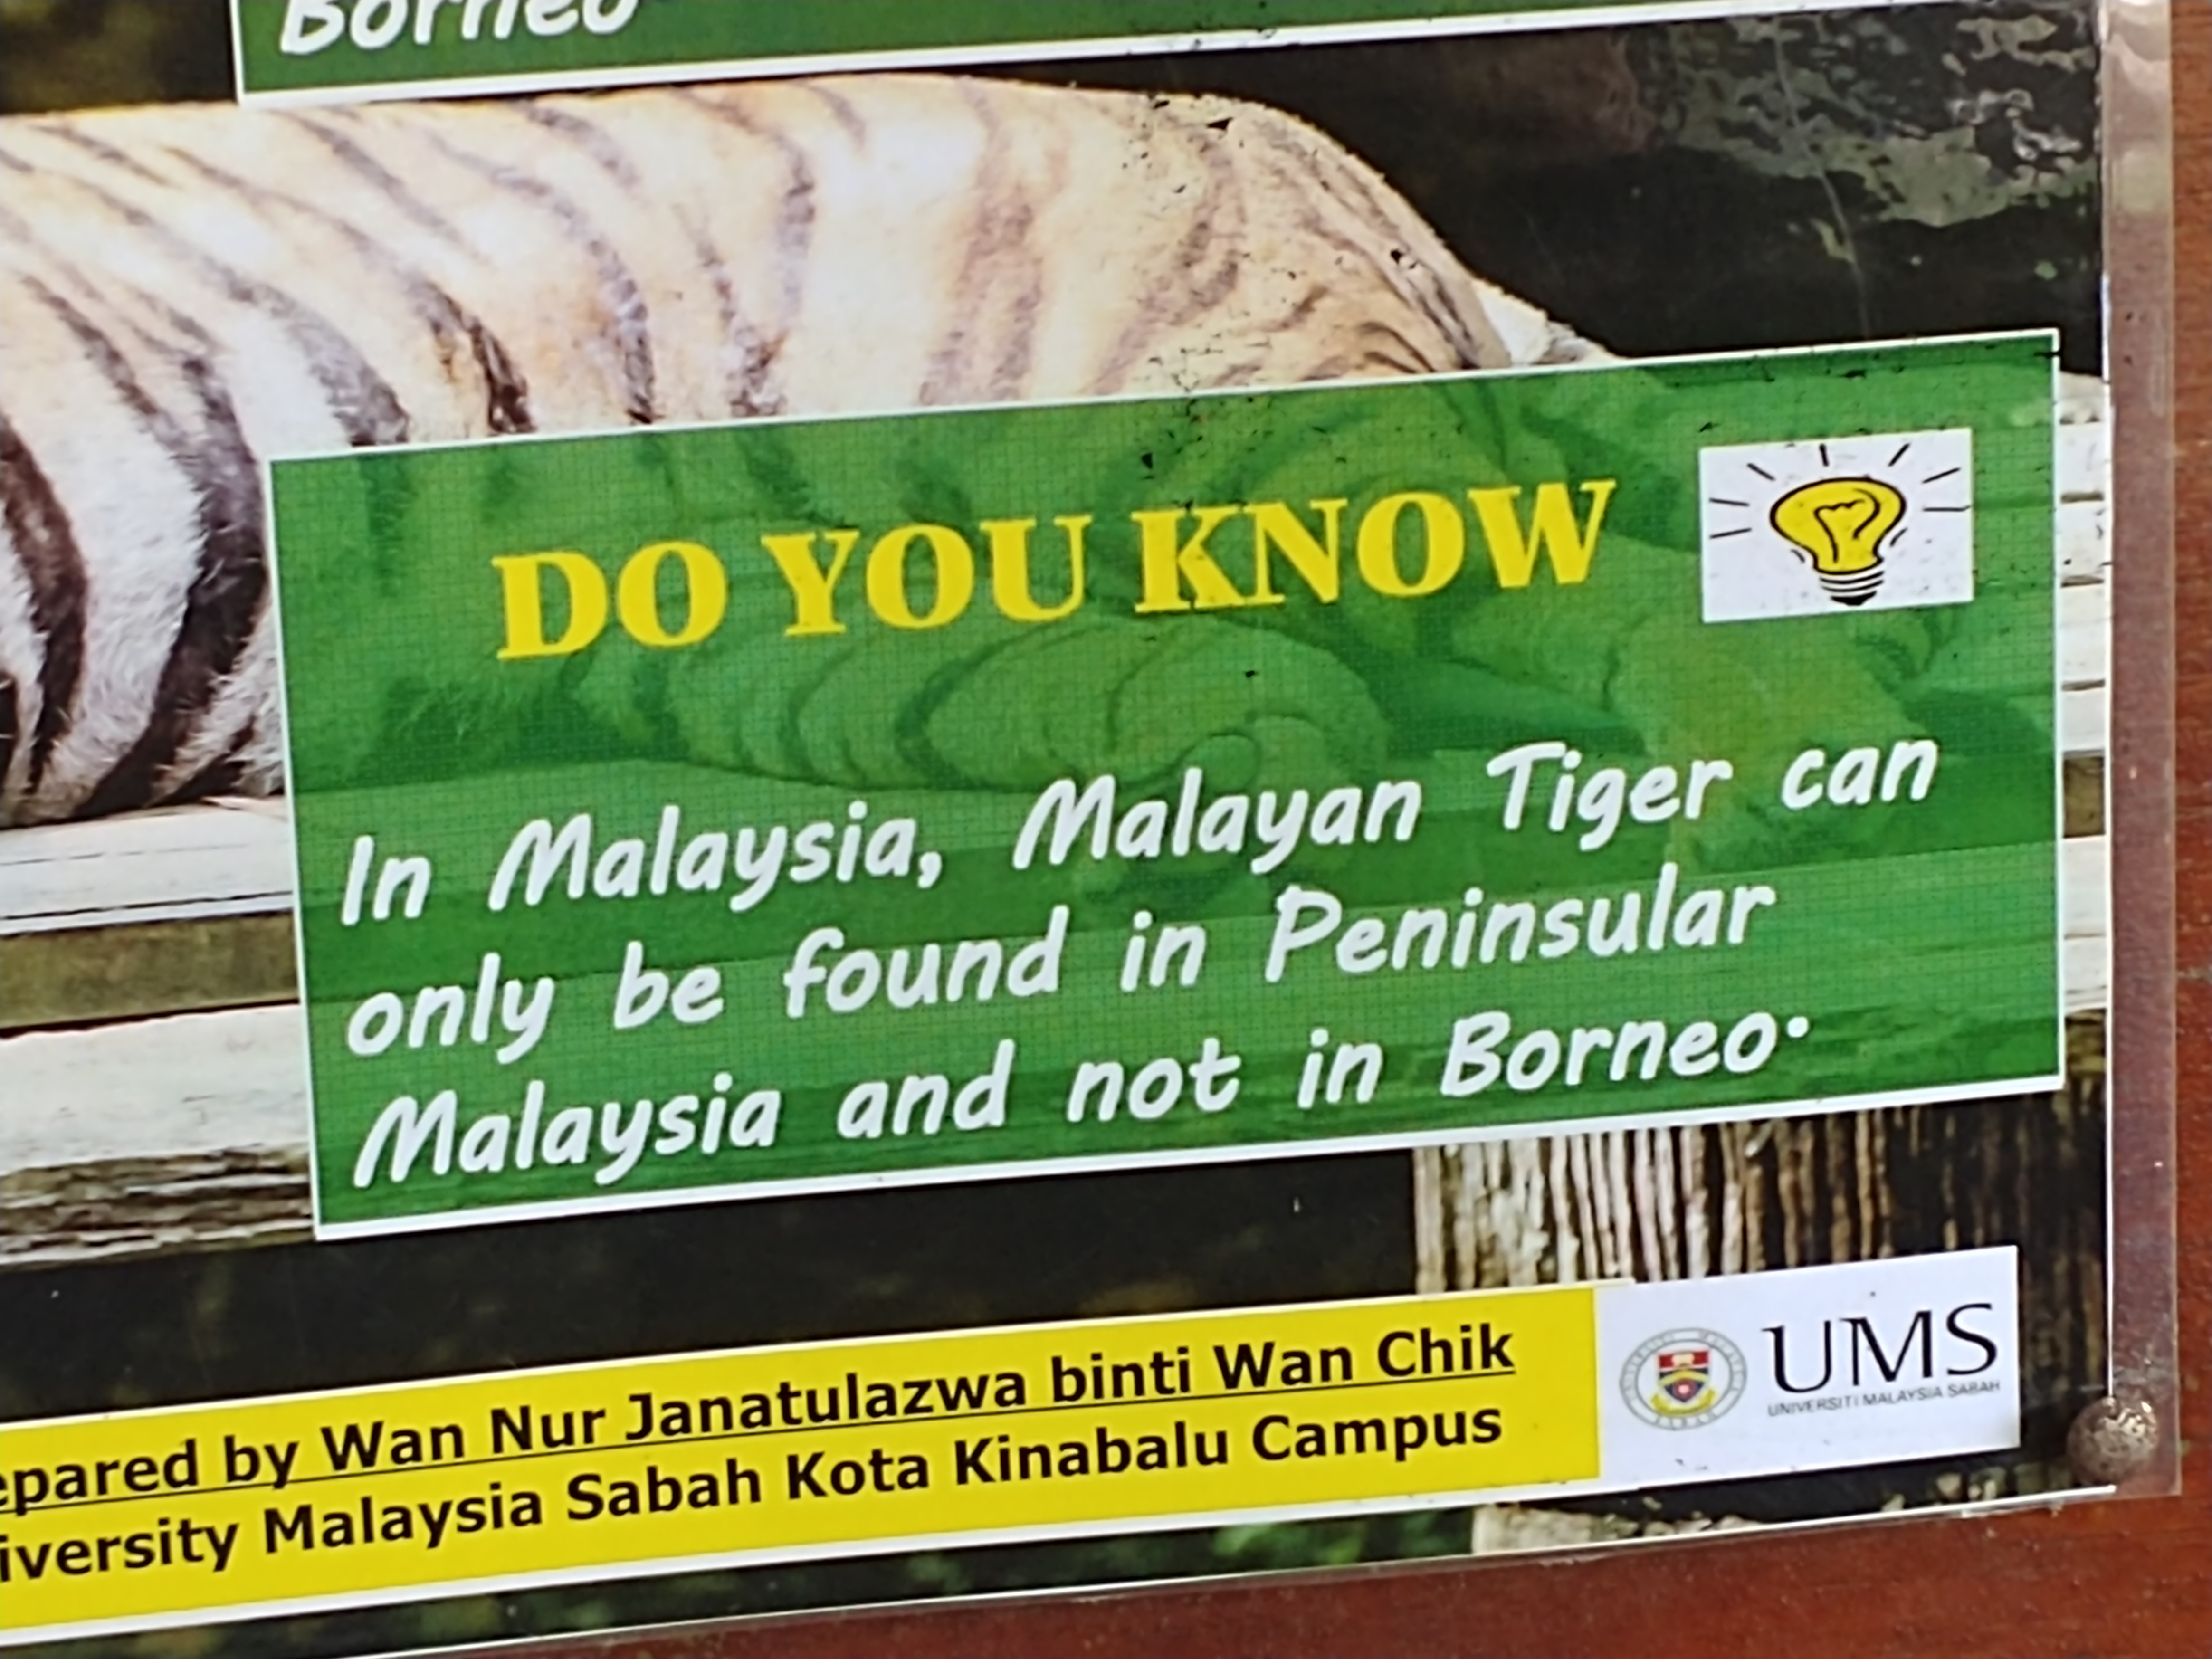 Borneo
DO YOU KNOW
In Malaysia, Malayan Tiger can
only be found in Peninsular
Malaysia and not in Borneo.
epared by Wan Nur Janatulazwa binti Wan Chik
iversity Malaysia Sabah Kota Kinabalu Campus
UMS
UNIVERSITI MALAYSIA SABAH